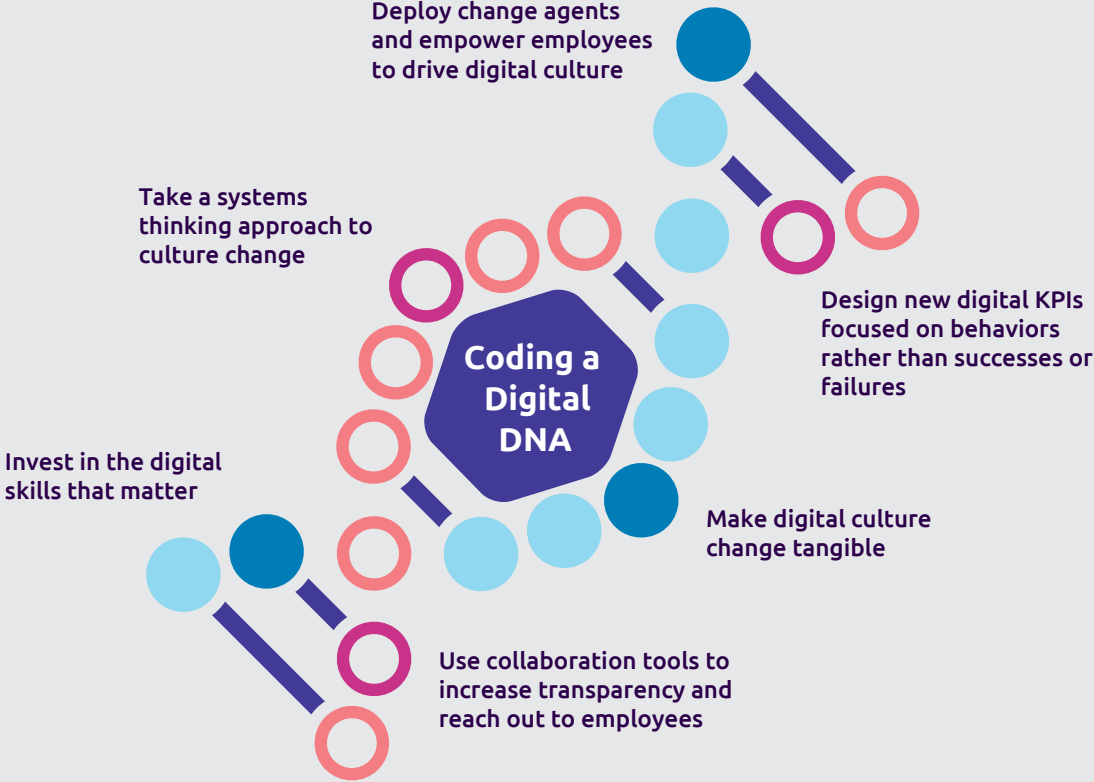 Deploy change agents
and empower employees
to drive digital culture
Take a systems
thinking approach to
culture change
Design new digital KPIs
focused on behaviors
rather than successes or
failures
Coding a
Digital
DNA
Invest in the digital
skills that matter
Make digital culture
change tangible
Use collaboration tools to
increase transparency and
reach out to employees